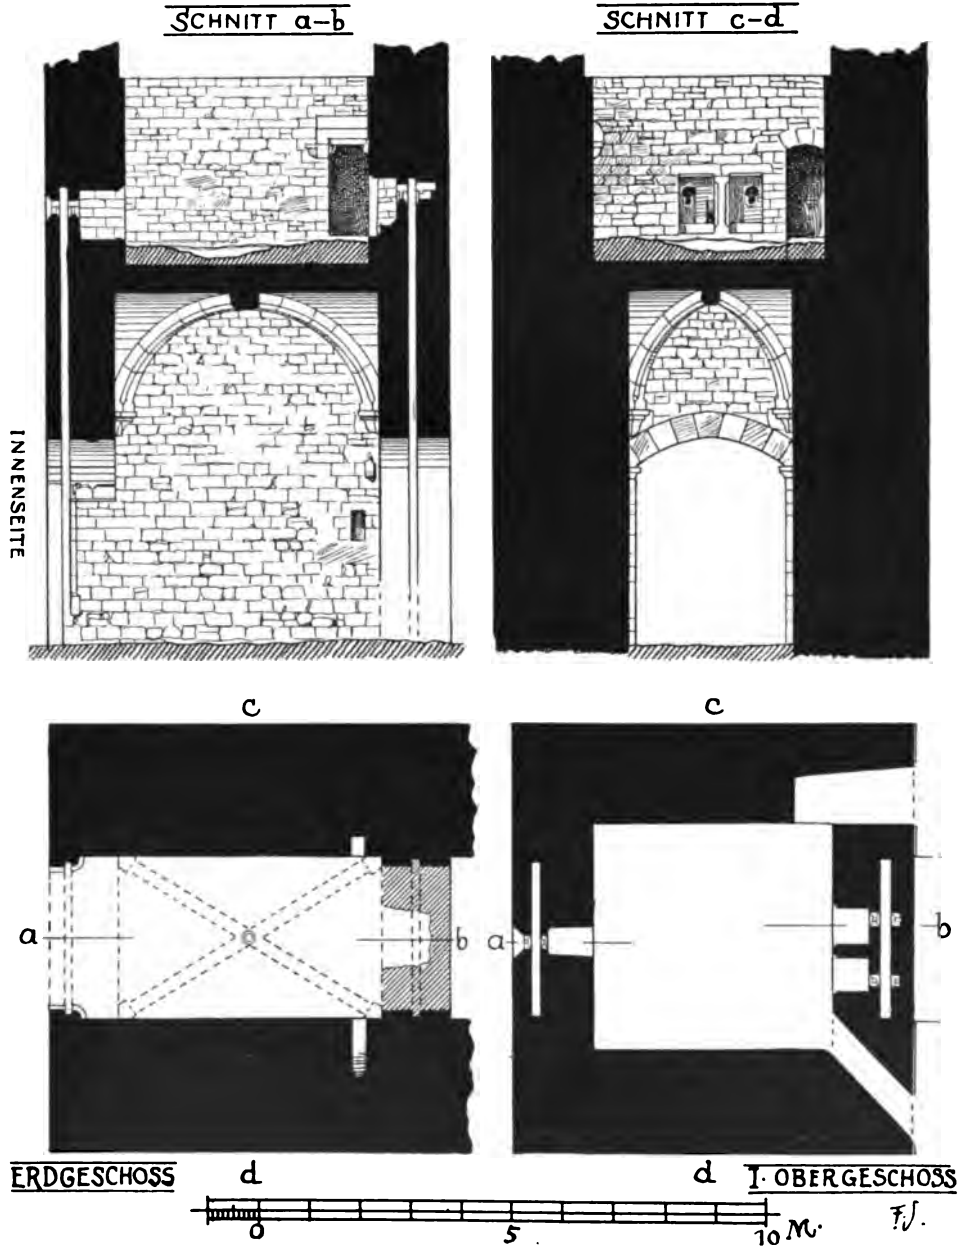 SCHNITT a-b
SCHNITT c-d
INNENSEITE
c
c
a
b
a
b
ERDGESCHOSS
d
d
I. OBERGESCHOSS
0
5
10 M.
F.S.